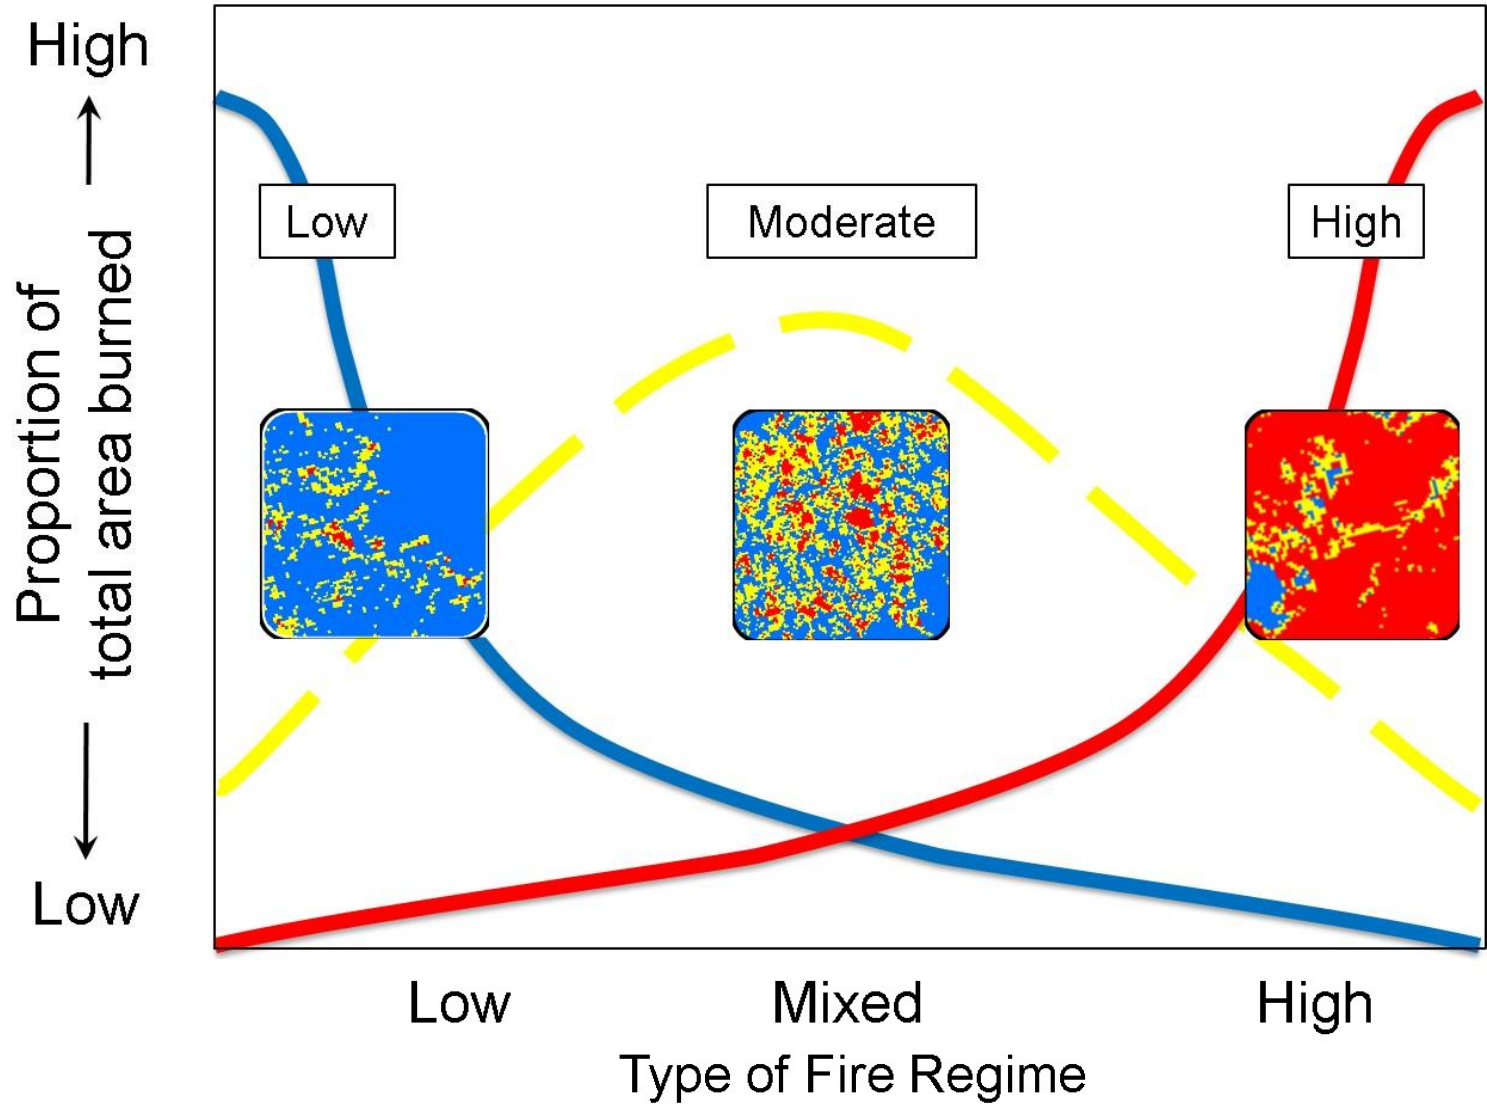 High
Proportion of
total area burned
Low
Low
Moderate
High
Low
Mixed
High
Type of Fire Regime